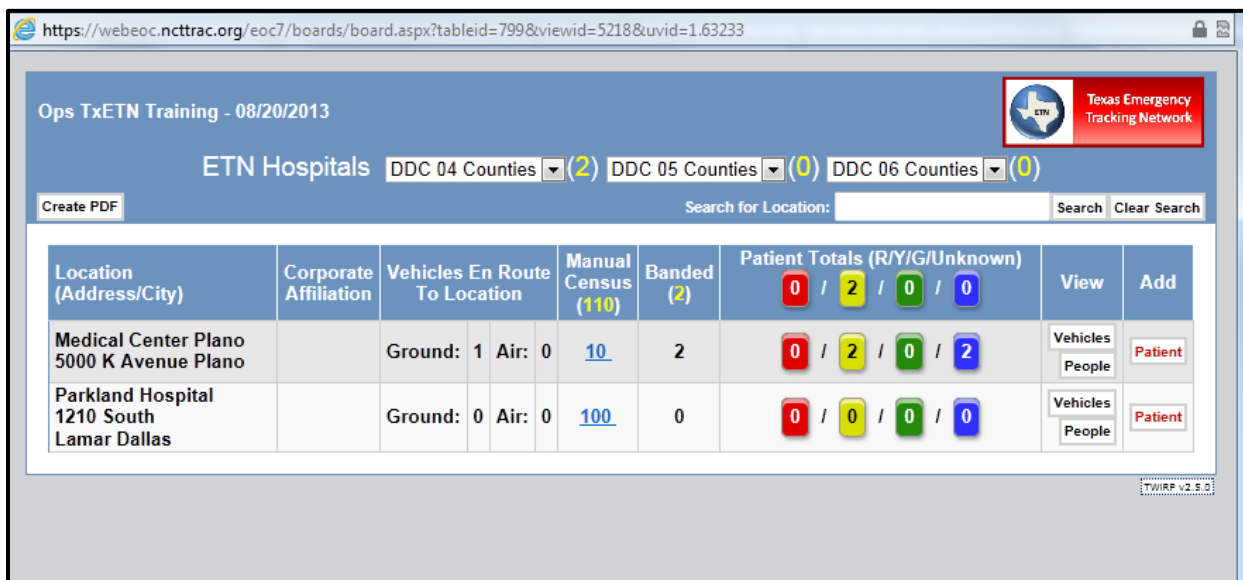 https://webeoc.ncttrac.org/eoc7/boards/board.aspx?tableid=799&viewid=5218&uvid=1.63233
Ops TxETN Training - 08/20/2013
ETN
Texas Emergency
Tracking Network
ETN Hospitals DDC 04 Counties (2) DDC 05 Counties (0) DDC 06 Counties (0)
Create PDF Search for Location: Search Clear Search
Location
(Address/City)
Corporate
Affiliation
Vehicles En Route
To Location
Manual
Census
(110)
Banded
(2)
Patient Totals (R/Y/G/Unknown)
0 / 2 / 0 / 0
View
Add
Medical Center Plano
5000 K Avenue Plano
Ground: 1 Air: 0
10
2
0 / 2 / 0 / 2
Vehicles
People
Patient
Parkland Hospital
1210 South
Lamar Dallas
Ground: 0 Air: 0
100
0
0 / 0 / 0 / 0
Vehicles
People
Patient
TWIRP v2.5.0